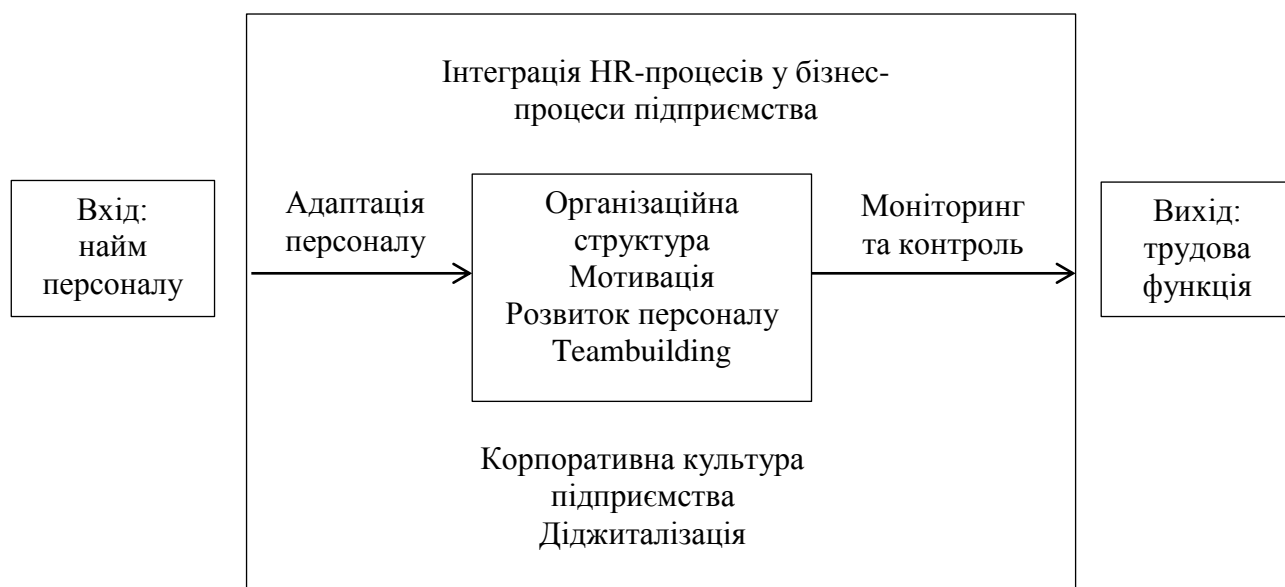 Інтеграція HR-процесів у бізнес-
процеси підприємства
Вхід:
найм
персоналу
Адаптація
персоналу
Організаційна
структура
Мотивація
Розвиток персоналу
Teambuilding
Моніторинг
та контроль
Вихід:
трудова
функція
Корпоративна культура
підприємства
Діджиталізація